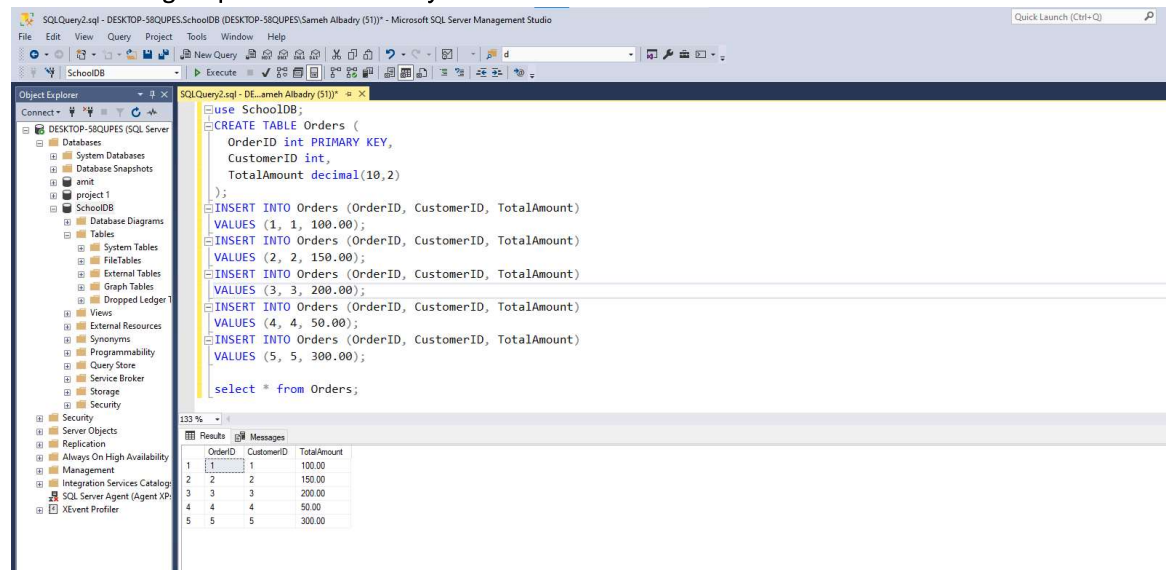 SQLQuery2.sql - DESKTOP-58QUPES.SchoolDB (DESKTOP-58QUPES\Sameh Albadry (51))* - Microsoft SQL Server Management Studio
Quick Launch (Ctrl+Q)
File Edit View Query Project Tools Window Help
New Query
d
SchoolDB
Execute
Object Explorer
Connect
DESKTOP-58QUPES (SQL Server
Databases
System Databases
Database Snapshots
amit
project 1
SchoolDB
Database Diagrams
Tables
System Tables
FileTables
External Tables
Graph Tables
Dropped Ledger T
Views
External Resources
Synonyms
Programmability
Query Store
Service Broker
Storage
Security
Security
Server Objects
Replication
Always On High Availability
Management
Integration Services Catalogs
SQL Server Agent (Agent XPs
XEvent Profiler
SQLQuery2.sql - DE...ameh Albadry (51))*
use SchoolDB;
CREATE TABLE Orders (
OrderID int PRIMARY KEY,
CustomerID int,
TotalAmount decimal(10,2)
);
INSERT INTO Orders (OrderID, CustomerID, TotalAmount)
VALUES (1, 1, 100.00);
INSERT INTO Orders (OrderID, CustomerID, TotalAmount)
VALUES (2, 2, 150.00);
INSERT INTO Orders (OrderID, CustomerID, TotalAmount)
VALUES (3, 3, 200.00);
INSERT INTO Orders (OrderID, CustomerID, TotalAmount)
VALUES (4, 4, 50.00);
INSERT INTO Orders (OrderID, CustomerID, TotalAmount)
VALUES (5, 5, 300.00);
select * from Orders;
133 %
Results Messages
OrderID CustomerID TotalAmount
1 1 1 100.00
2 2 2 150.00
3 3 3 200.00
4 4 4 50.00
5 5 5 300.00